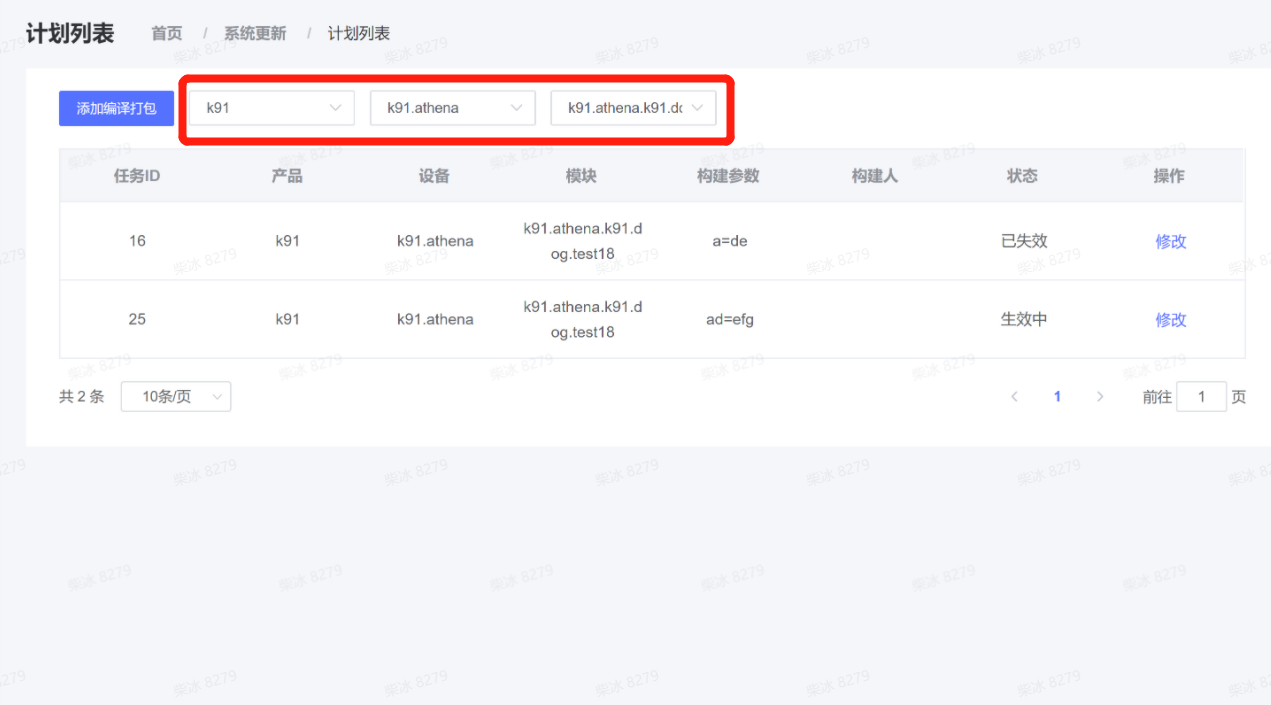 计划列表 首页 / 系统更新 / 计划列表
添加编译打包 k91 k91.athena k91.athena.k91.dc
任务ID 产品 设备 模块 构建参数 构建人 状态 操作
16 k91 k91.athena k91.athena.k91.d a=de 已失效 修改
og.test18
25 k91 k91.athena k91.athena.k91.d ad=efg 生效中 修改
og.test18
共 2 条 10条/页 1 前往 1 页
柴冰 8279